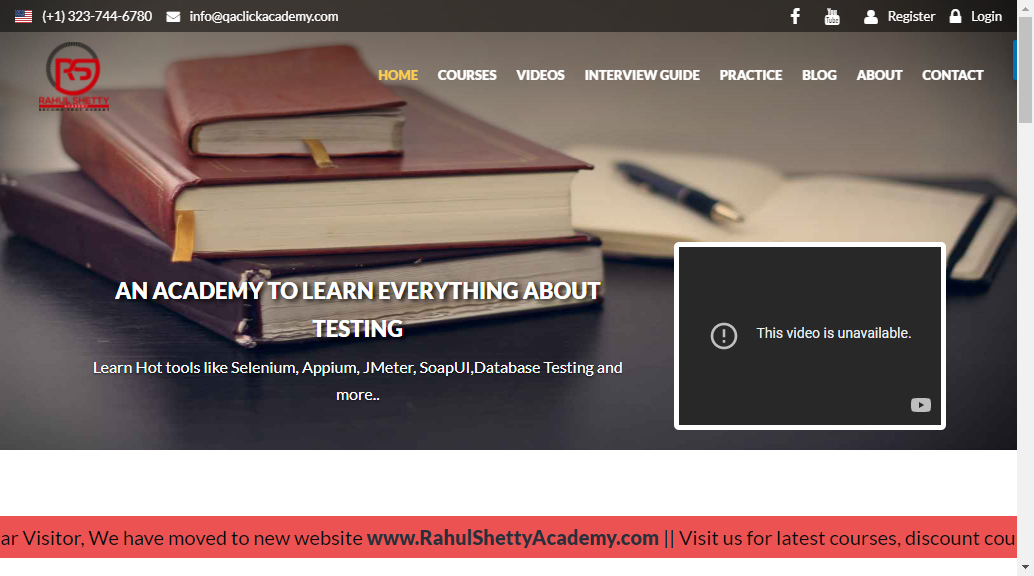 (+1) 323-744-6780 info@qaclickacademy.com You Tube Register Login
RS
RAHUL SHETTY
HOME COURSES VIDEOS INTERVIEW GUIDE PRACTICE BLOG ABOUT CONTACT
AN ACADEMY TO LEARN EVERYTHING ABOUT
TESTING
Learn Hot tools like Selenium, Appium, JMeter, SoapUI,Database Testing and
more..
This video is unavailable.
ar Visitor, We have moved to new website www.RahulShettyAcademy.com || Visit us for latest courses, discount cou